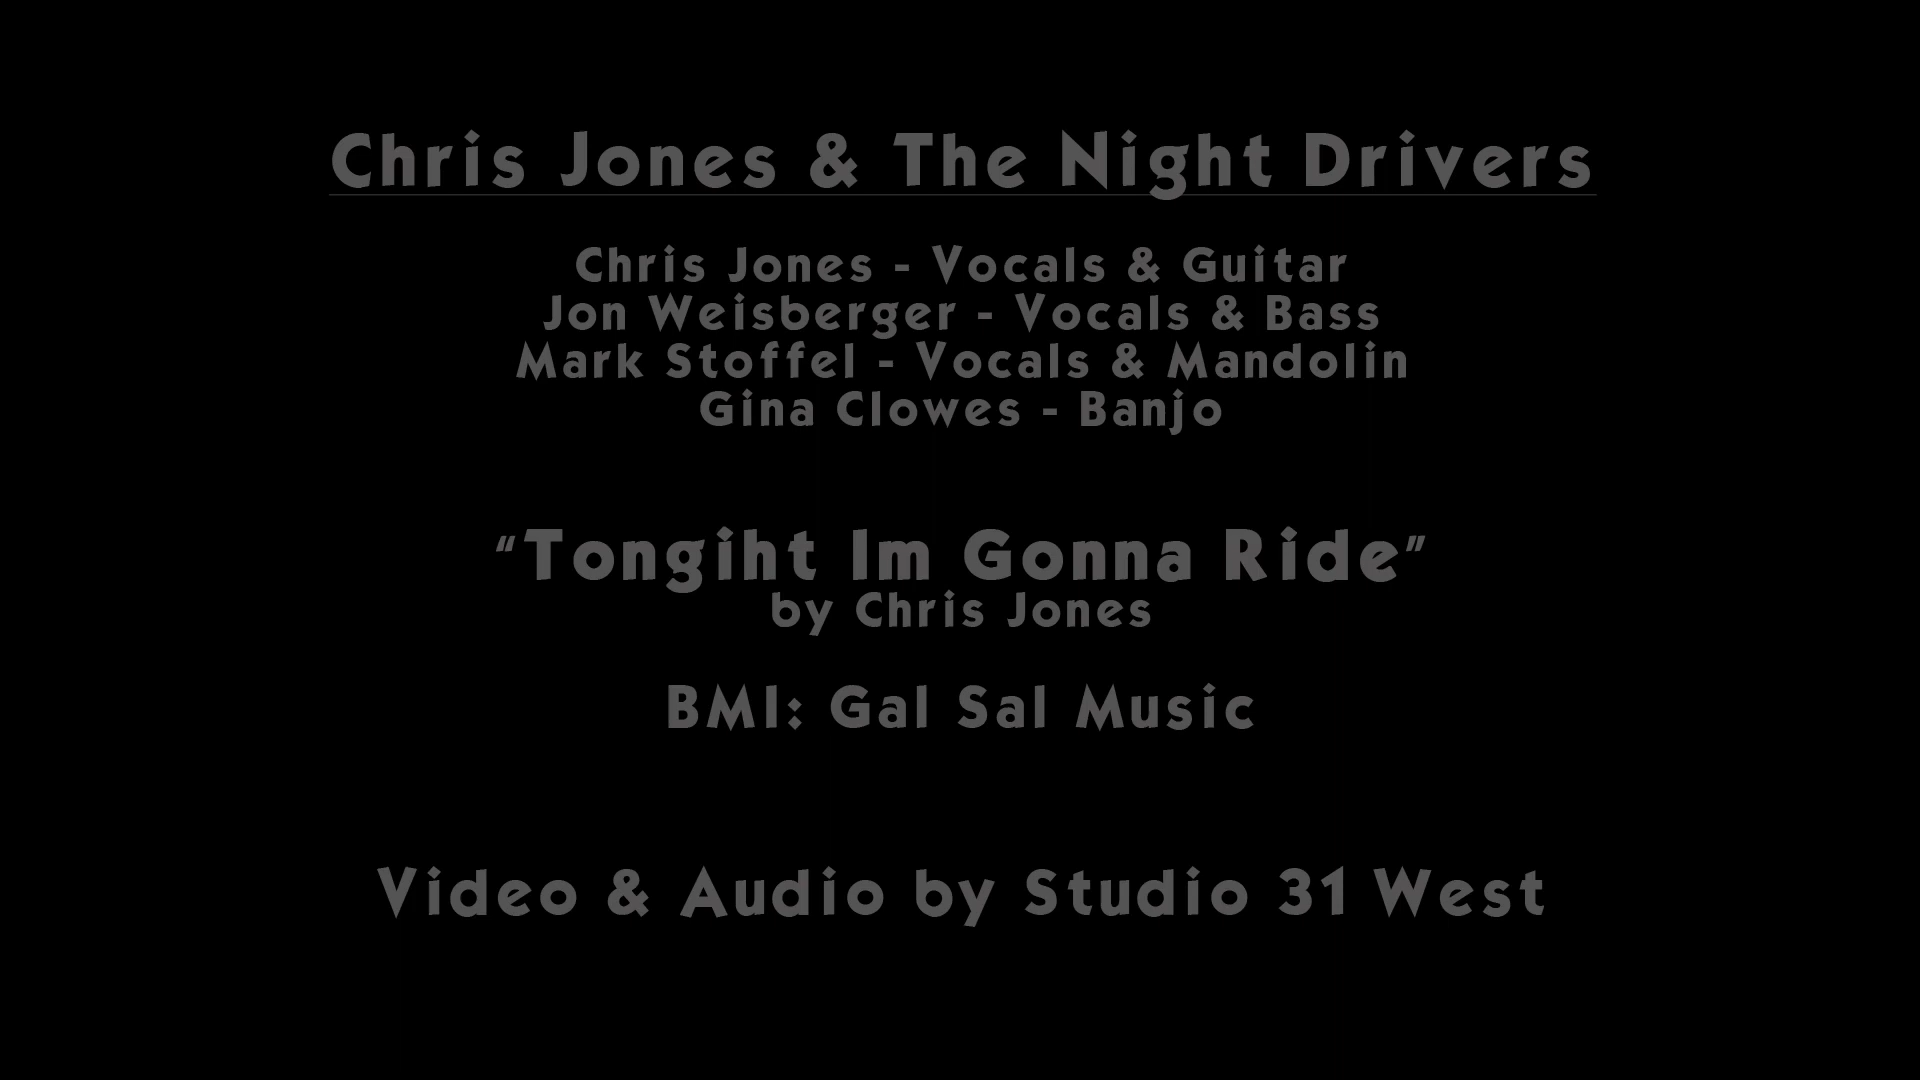 Chris Jones & The Night Drivers
Chris Jones - Vocals & Guitar
Jon Weisberger - Vocals & Bass
Mark Stoffel - Vocals & Mandolin
Gina Clowes - Banjo
“Tongiht Im Gonna Ride”
by Chris Jones
BMI: Gal Sal Music
Video & Audio by Studio 31 West